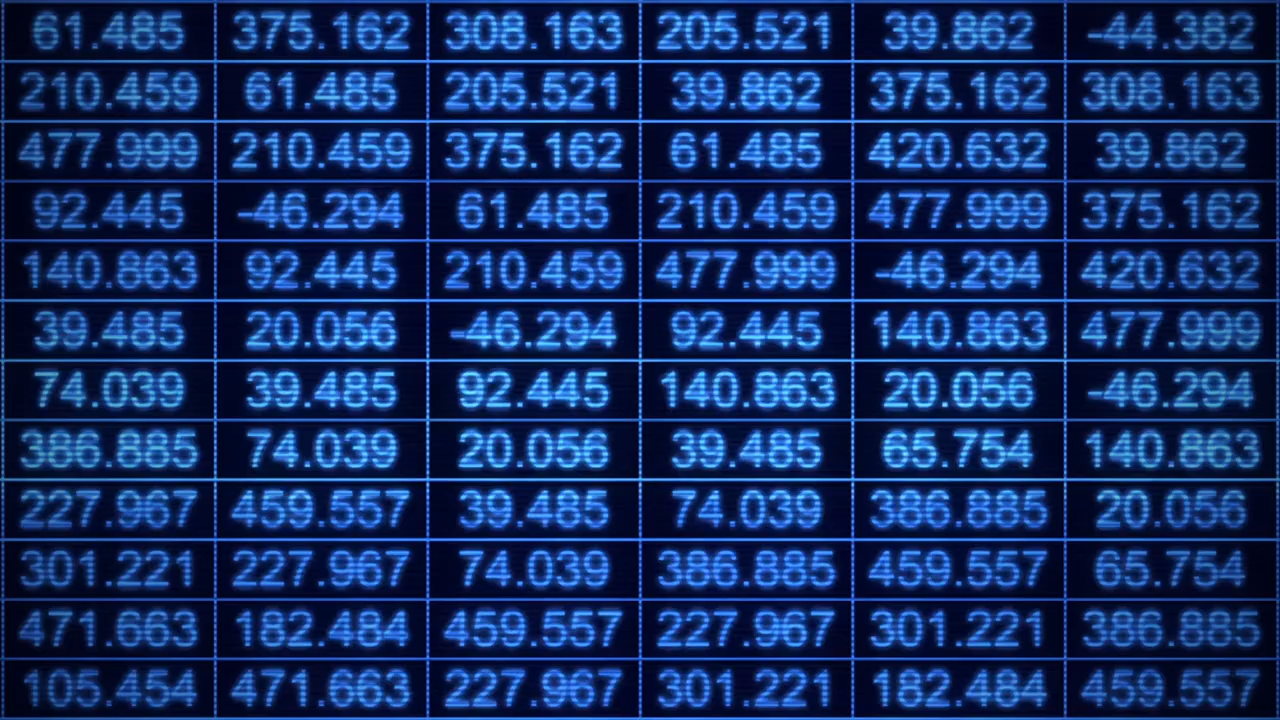 61.485 375.162 308.163 205.521 39.862 -44.382
210.459 61.485 205.521 39.862 375.162 308.163
477.999 210.459 375.162 61.485 420.632 39.862
92.445 -46.294 61.485 210.459 477.999 375.162
140.863 92.445 210.459 477.999 -46.294 420.632
39.485 20.056 -46.294 92.445 140.863 477.999
74.039 39.485 92.445 140.863 20.056 -46.294
386.885 74.039 20.056 39.485 65.754 140.863
227.967 459.557 39.485 74.039 386.885 20.056
301.221 227.967 74.039 386.885 459.557 65.754
471.663 182.484 459.557 227.967 301.221 386.885
105.454 471.663 227.967 301.221 182.484 459.557